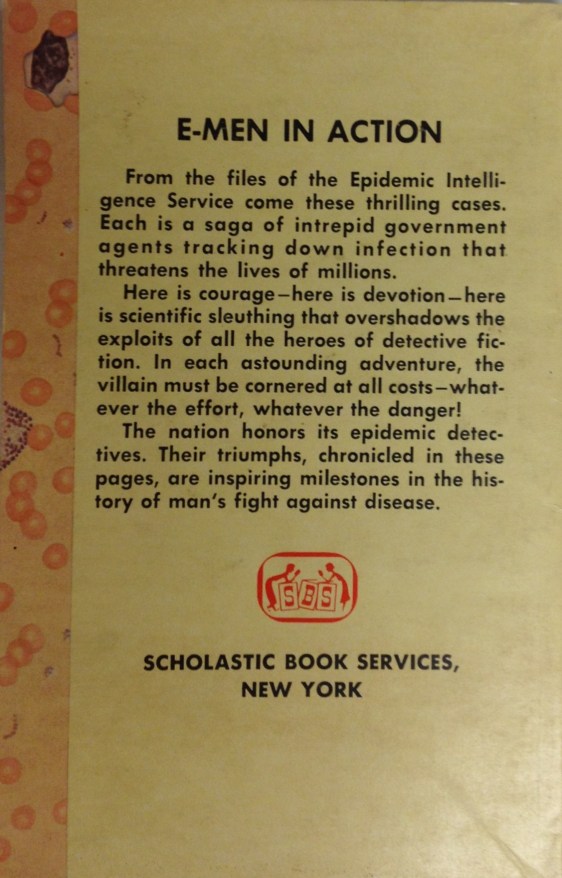 E-MEN IN ACTION
From the files of the Epidemic Intelli-
gence Service come these thrilling cases.
Each is a saga of intrepid government
agents tracking down infection that
threatens the lives of millions.
Here is courage—here is devotion—here
is scientific sleuthing that overshadows the
exploits of all the heroes of detective fic-
tion. In each astounding adventure, the
villain must be cornered at all costs—what-
ever the effort, whatever the danger!
The nation honors its epidemic detec-
tives. Their triumphs, chronicled in these
pages, are inspiring milestones in the his-
tory of man's fight against disease.
SBS
SCHOLASTIC BOOK SERVICES,
NEW YORK